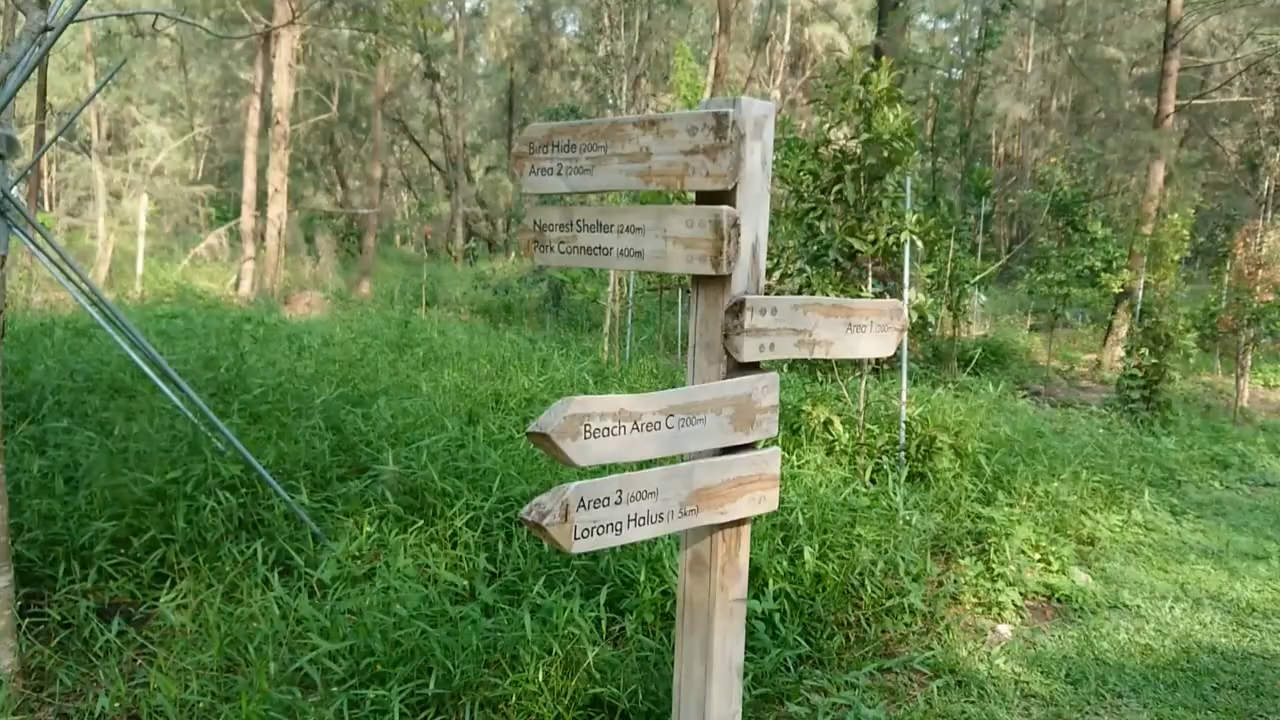 Bird Hide (200m)
Area 2 (200m)
Nearest Shelter (240m)
Park Connector (400m)
Area 1 (200m)
Beach Area C (200m)
Area 3 (600m)
Lorong Halus (1 5km)